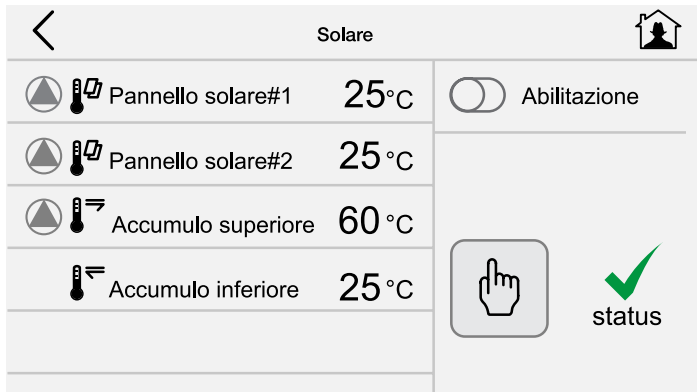 Solare
Pannello solare#1 25°C
Abilitazione
Pannello solare#2 25°C
Accumulo superiore 60°C
Accumulo inferiore 25°C
status